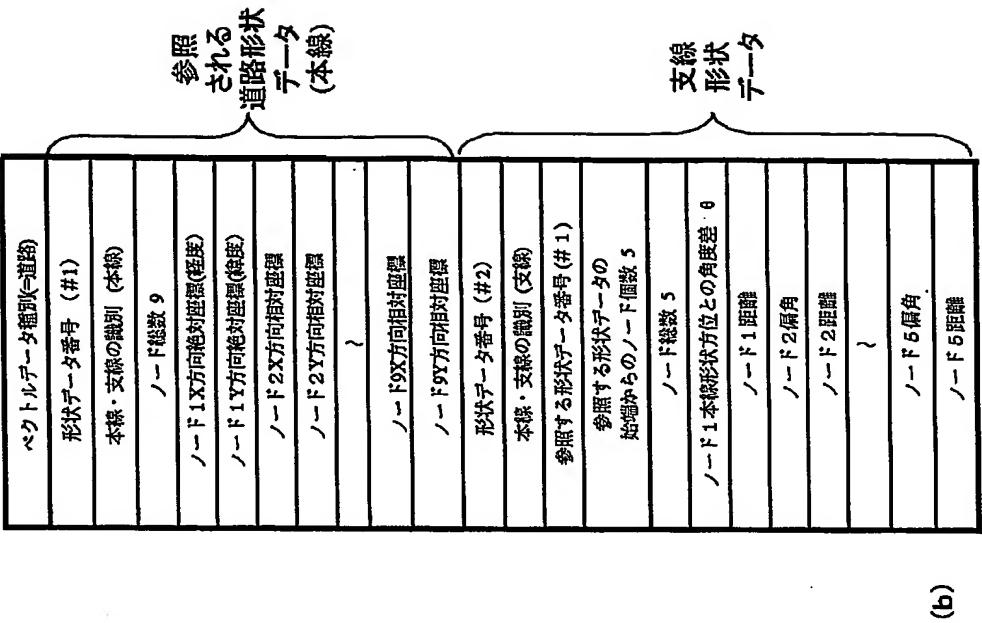 ベクトルデータ種別(=道路)
形状データ番号 (#1)
本線・支線の識別 (本線)
ノード総数 9
ノード1X方向絶対座標(経度)
ノード1Y方向絶対座標(緯度)
ノード2X方向相対座標
ノード2Y方向相対座標
~
ノード9X方向相対座標
ノード9Y方向相対座標
形状データ番号 (#2)
本線・支線の識別 (支線)
参照する形状データ番号(#1)
参照する形状データの
始端からのノード個数 5
ノード総数 5
ノード1本線形状方位との角度差 θ
ノード1距離
ノード2偏角
ノード2距離
~
ノード5偏角
ノード5距離
参照
される
道路形状
データ
(本線)
支線
形状
データ
(b)